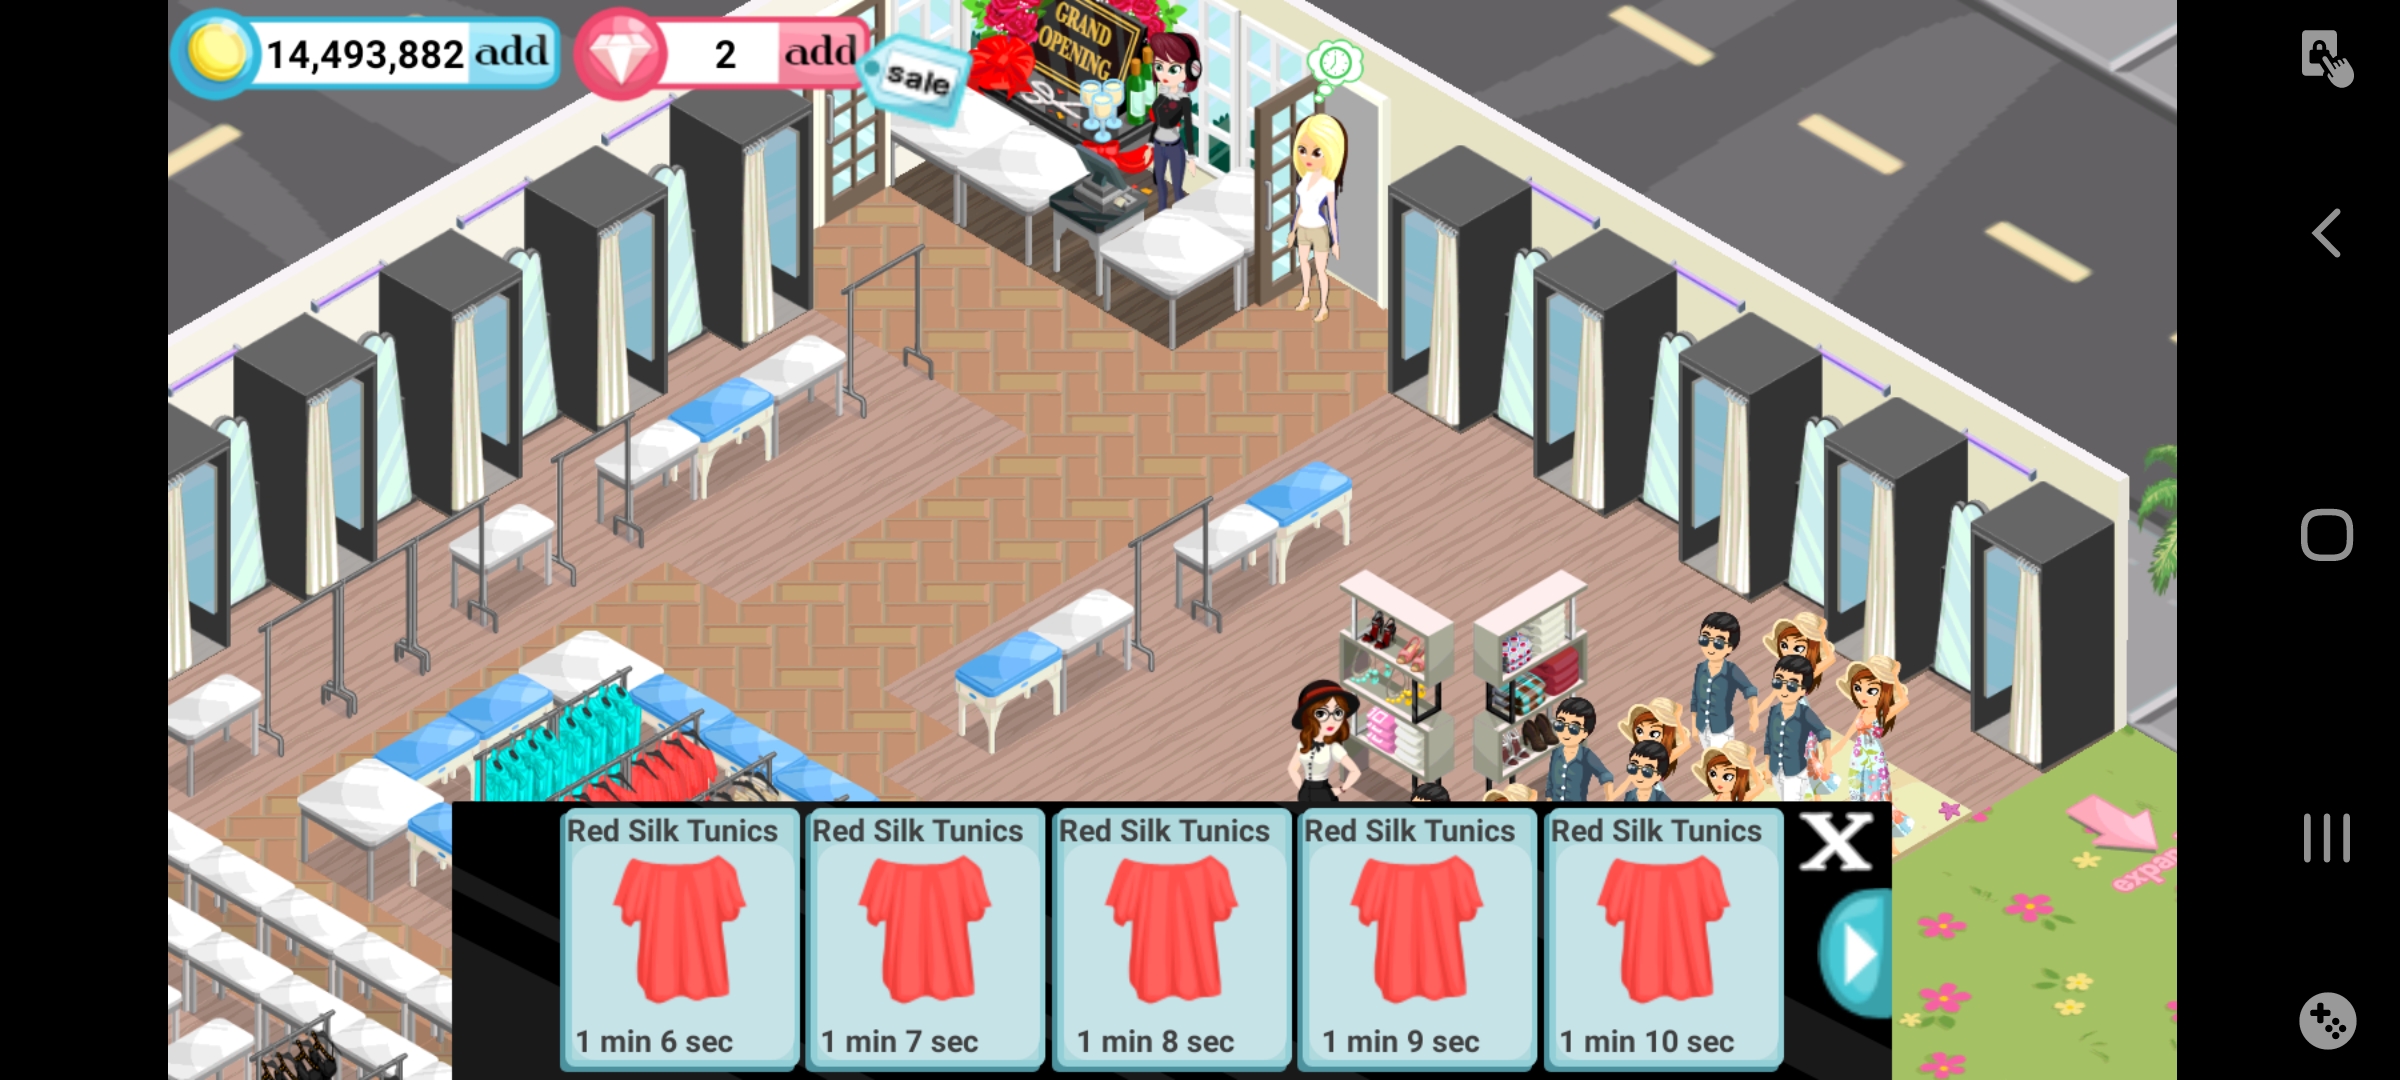 14,493,882 add
2 add
sale
GRAND
OPENING
Red Silk Tunics
1 min 6 sec
Red Silk Tunics
1 min 7 sec
Red Silk Tunics
1 min 8 sec
Red Silk Tunics
1 min 9 sec
Red Silk Tunics
1 min 10 sec
X